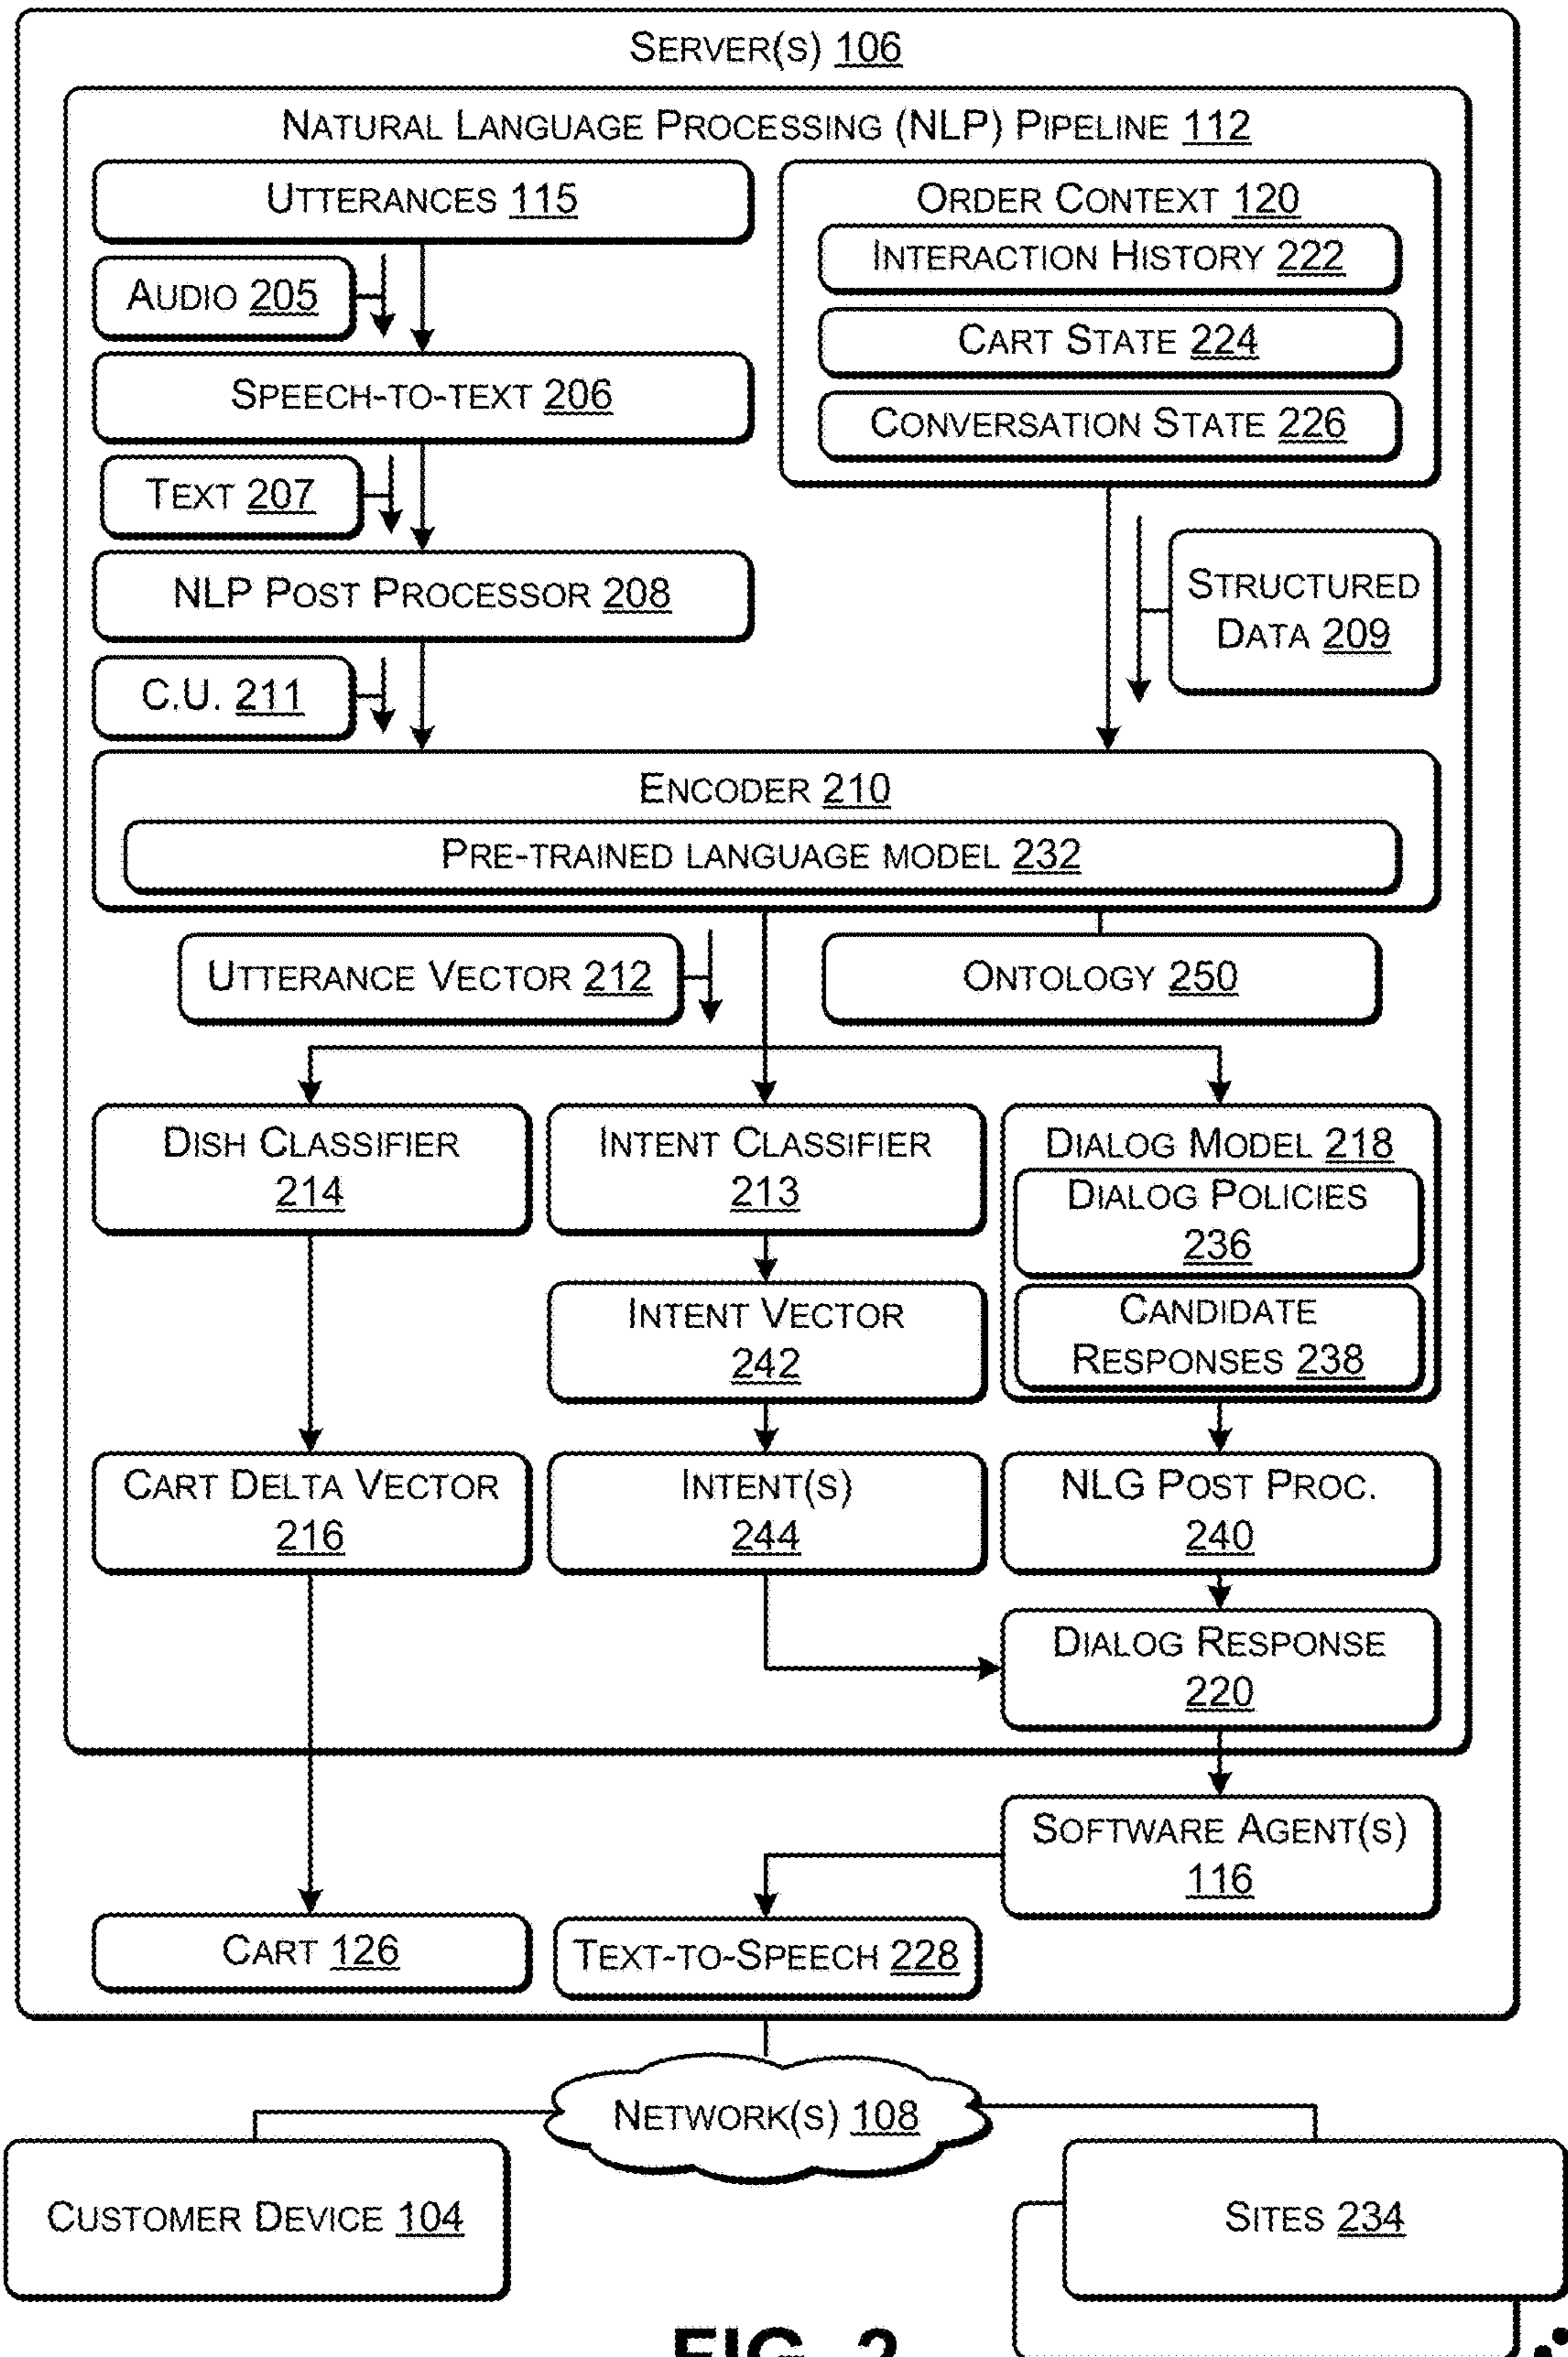 SERVER(S) 106
NATURAL LANGUAGE PROCESSING (NLP) PIPELINE 112
UTTERANCES 115
AUDIO 205
SPEECH-TO-TEXT 206
TEXT 207
NLP POST PROCESSOR 208
C.U. 211
ORDER CONTEXT 120
INTERACTION HISTORY 222
CART STATE 224
CONVERSATION STATE 226
STRUCTURED
DATA 209
ENCODER 210
PRE-TRAINED LANGUAGE MODEL 232
UTTERANCE VECTOR 212
ONTOLOGY 250
DISH CLASSIFIER
214
INTENT CLASSIFIER
213
DIALOG MODEL 218
DIALOG POLICIES
236
CANDIDATE
RESPONSES 238
INTENT VECTOR
242
CART DELTA VECTOR
216
INTENT(S)
244
NLG POST PROC.
240
DIALOG RESPONSE
220
SOFTWARE AGENT(S)
116
CART 126
TEXT-TO-SPEECH 228
NETWORK(S) 108
CUSTOMER DEVICE 104
SITES 234
FIG. 2